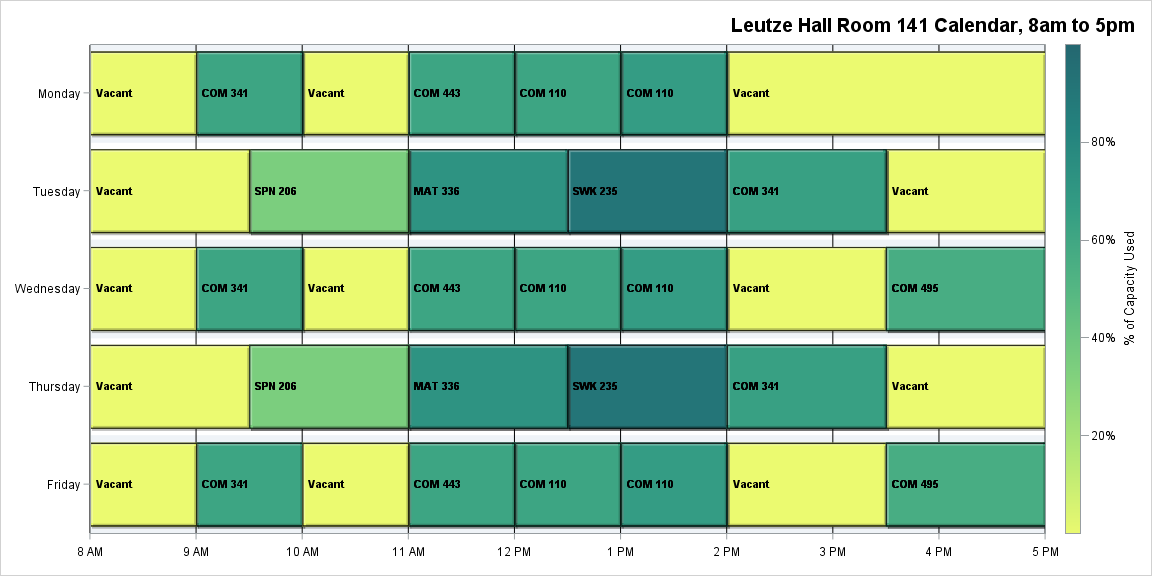 Leutze Hall Room 141 Calendar, 8am to 5pm
Monday Vacant COM 341 Vacant COM 443 COM 110 COM 110 Vacant
Tuesday Vacant SPN 206 MAT 336 SWK 235 COM 341 Vacant
Wednesday Vacant COM 341 Vacant COM 443 COM 110 COM 110 Vacant COM 495
Thursday Vacant SPN 206 MAT 336 SWK 235 COM 341 Vacant
Friday Vacant COM 341 Vacant COM 443 COM 110 COM 110 Vacant COM 495
8 AM 9 AM 10 AM 11 AM 12 PM 1 PM 2 PM 3 PM 4 PM 5 PM
80%
60%
40%
20%
% of Capacity Used